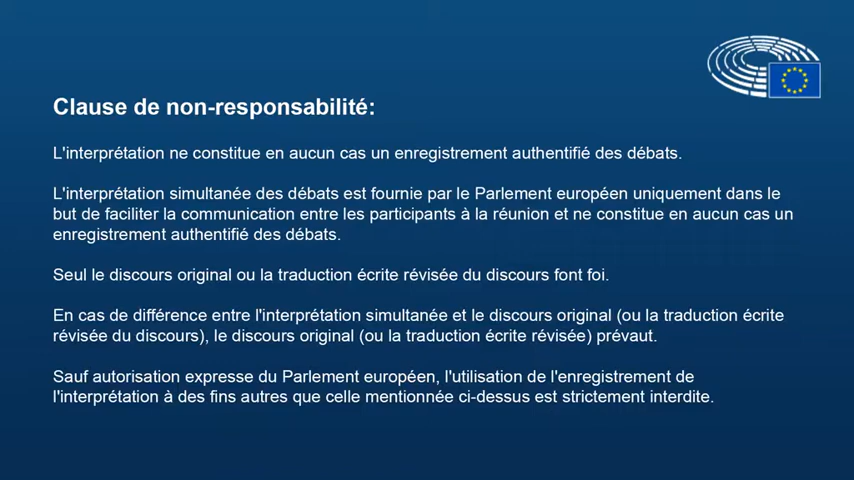 Clause de non-responsabilité:
L'interprétation ne constitue en aucun cas un enregistrement authentifié des débats.
L'interprétation simultanée des débats est fournie par le Parlement européen uniquement dans le
but de faciliter la communication entre les participants à la réunion et ne constitue en aucun cas un
enregistrement authentifié des débats.
Seul le discours original ou la traduction écrite révisée du discours font foi.
En cas de différence entre l'interprétation simultanée et le discours original (ou la traduction écrite
révisée du discours), le discours original (ou la traduction écrite révisée) prévaut.
Sauf autorisation expresse du Parlement européen, l'utilisation de l'enregistrement de
l'interprétation à des fins autres que celle mentionnée ci-dessus est strictement interdite.